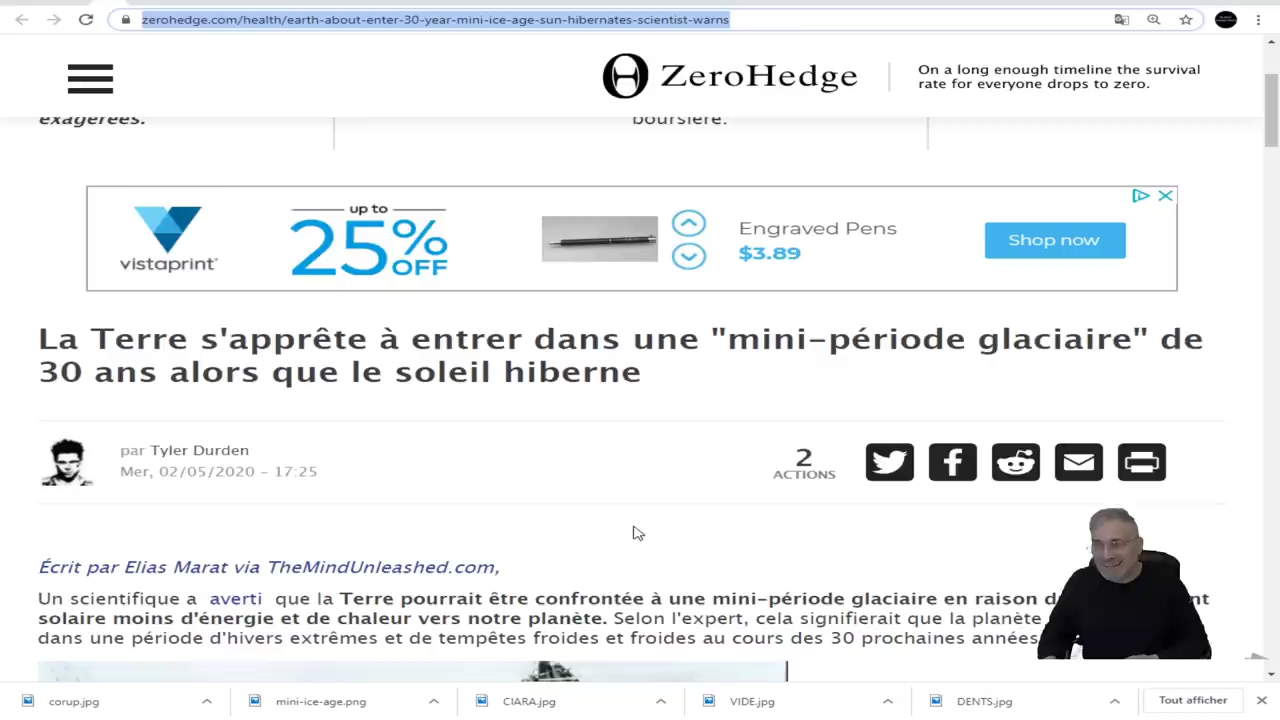 zerohedge.com/health/earth-about-enter-30-year-mini-ice-age-sun-hibernates-scientist-warns
ZeroHedge
On a long enough timeline the survival
rate for everyone drops to zero.
exagérées.
boursière.
vistaprint
up to
25% OFF
Engraved Pens
$3.89
Shop now
La Terre s'apprête à entrer dans une "mini-période glaciaire" de
30 ans alors que le soleil hiberne
par Tyler Durden
Mer, 02/05/2020 - 17:25
2
ACTIONS
Écrit par Elias Marat via TheMindUnleashed.com,
Un scientifique a averti que la Terre pourrait être confrontée à une mini-période glaciaire en raison
solaire moins d'énergie et de chaleur vers notre planète. Selon l'expert, cela signifierait que la planète
dans une période d'hivers extrêmes et de tempêtes froides et froides au cours des 30 prochaines années
corup.jpg
mini-ice-age.png
CIARA.jpg
VIDE.jpg
DENTS.jpg
Tout afficher